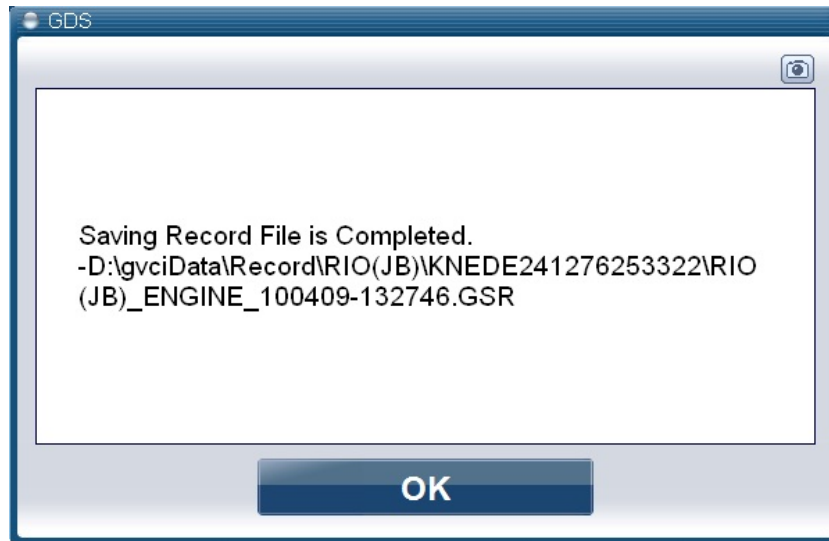 GDS
Saving Record File is Completed.
-D:\gvciData\Record\RIO(JB)\KNEDE241276253322\RIO
(JB)_ENGINE_100409-132746.GSR
OK